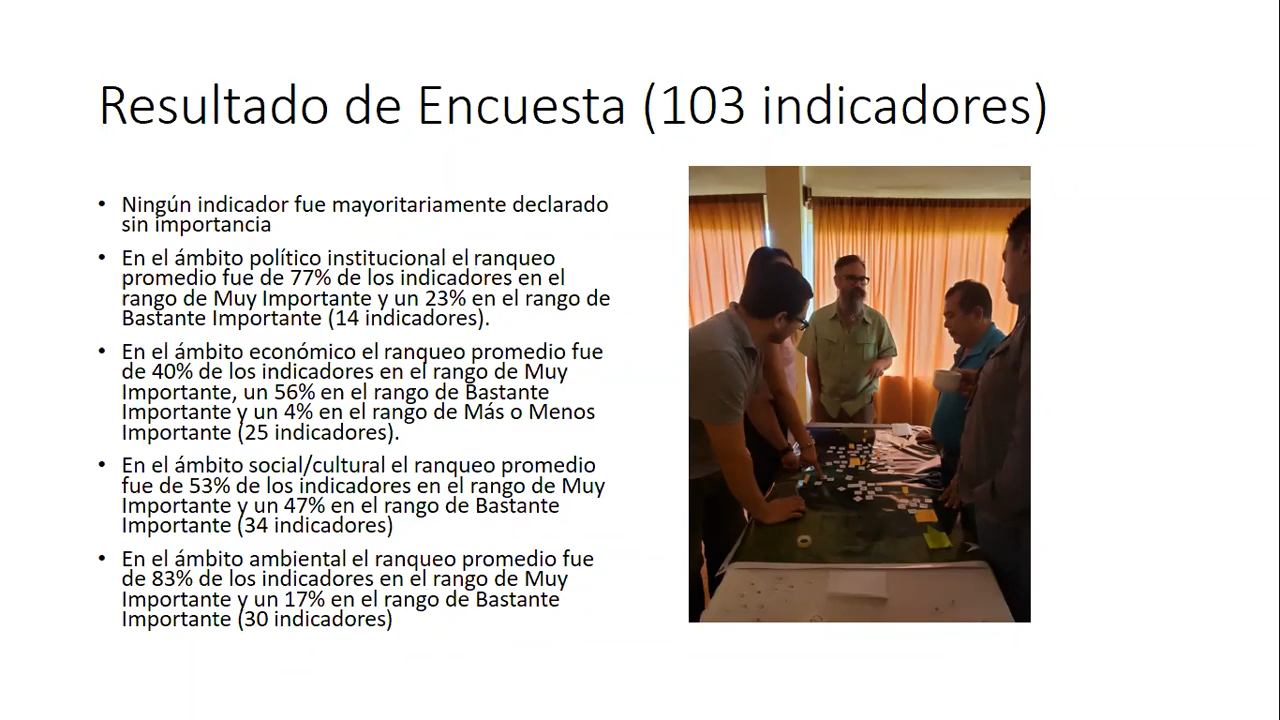 Resultado de Encuesta (103 indicadores)
• Ningún indicador fue mayoritariamente declarado
sin importancia
• En el ámbito político institucional el ranqueo
promedio fue de 77% de los indicadores en el
rango de Muy Importante y un 23% en el rango de
Bastante Importante (14 indicadores).
• En el ámbito económico el ranqueo promedio fue
de 40% de los indicadores en el rango de Muy
Importante, un 56% en el rango de Bastante
Importante y un 4% en el rango de Más o Menos
Importante (25 indicadores).
• En el ámbito social/cultural el ranqueo promedio
fue de 53% de los indicadores en el rango de Muy
Importante y un 47% en el rango de Bastante
Importante (34 indicadores)
• En el ámbito ambiental el ranqueo promedio fue
de 83% de los indicadores en el rango de Muy
Importante y un 17% en el rango de Bastante
Importante (30 indicadores)